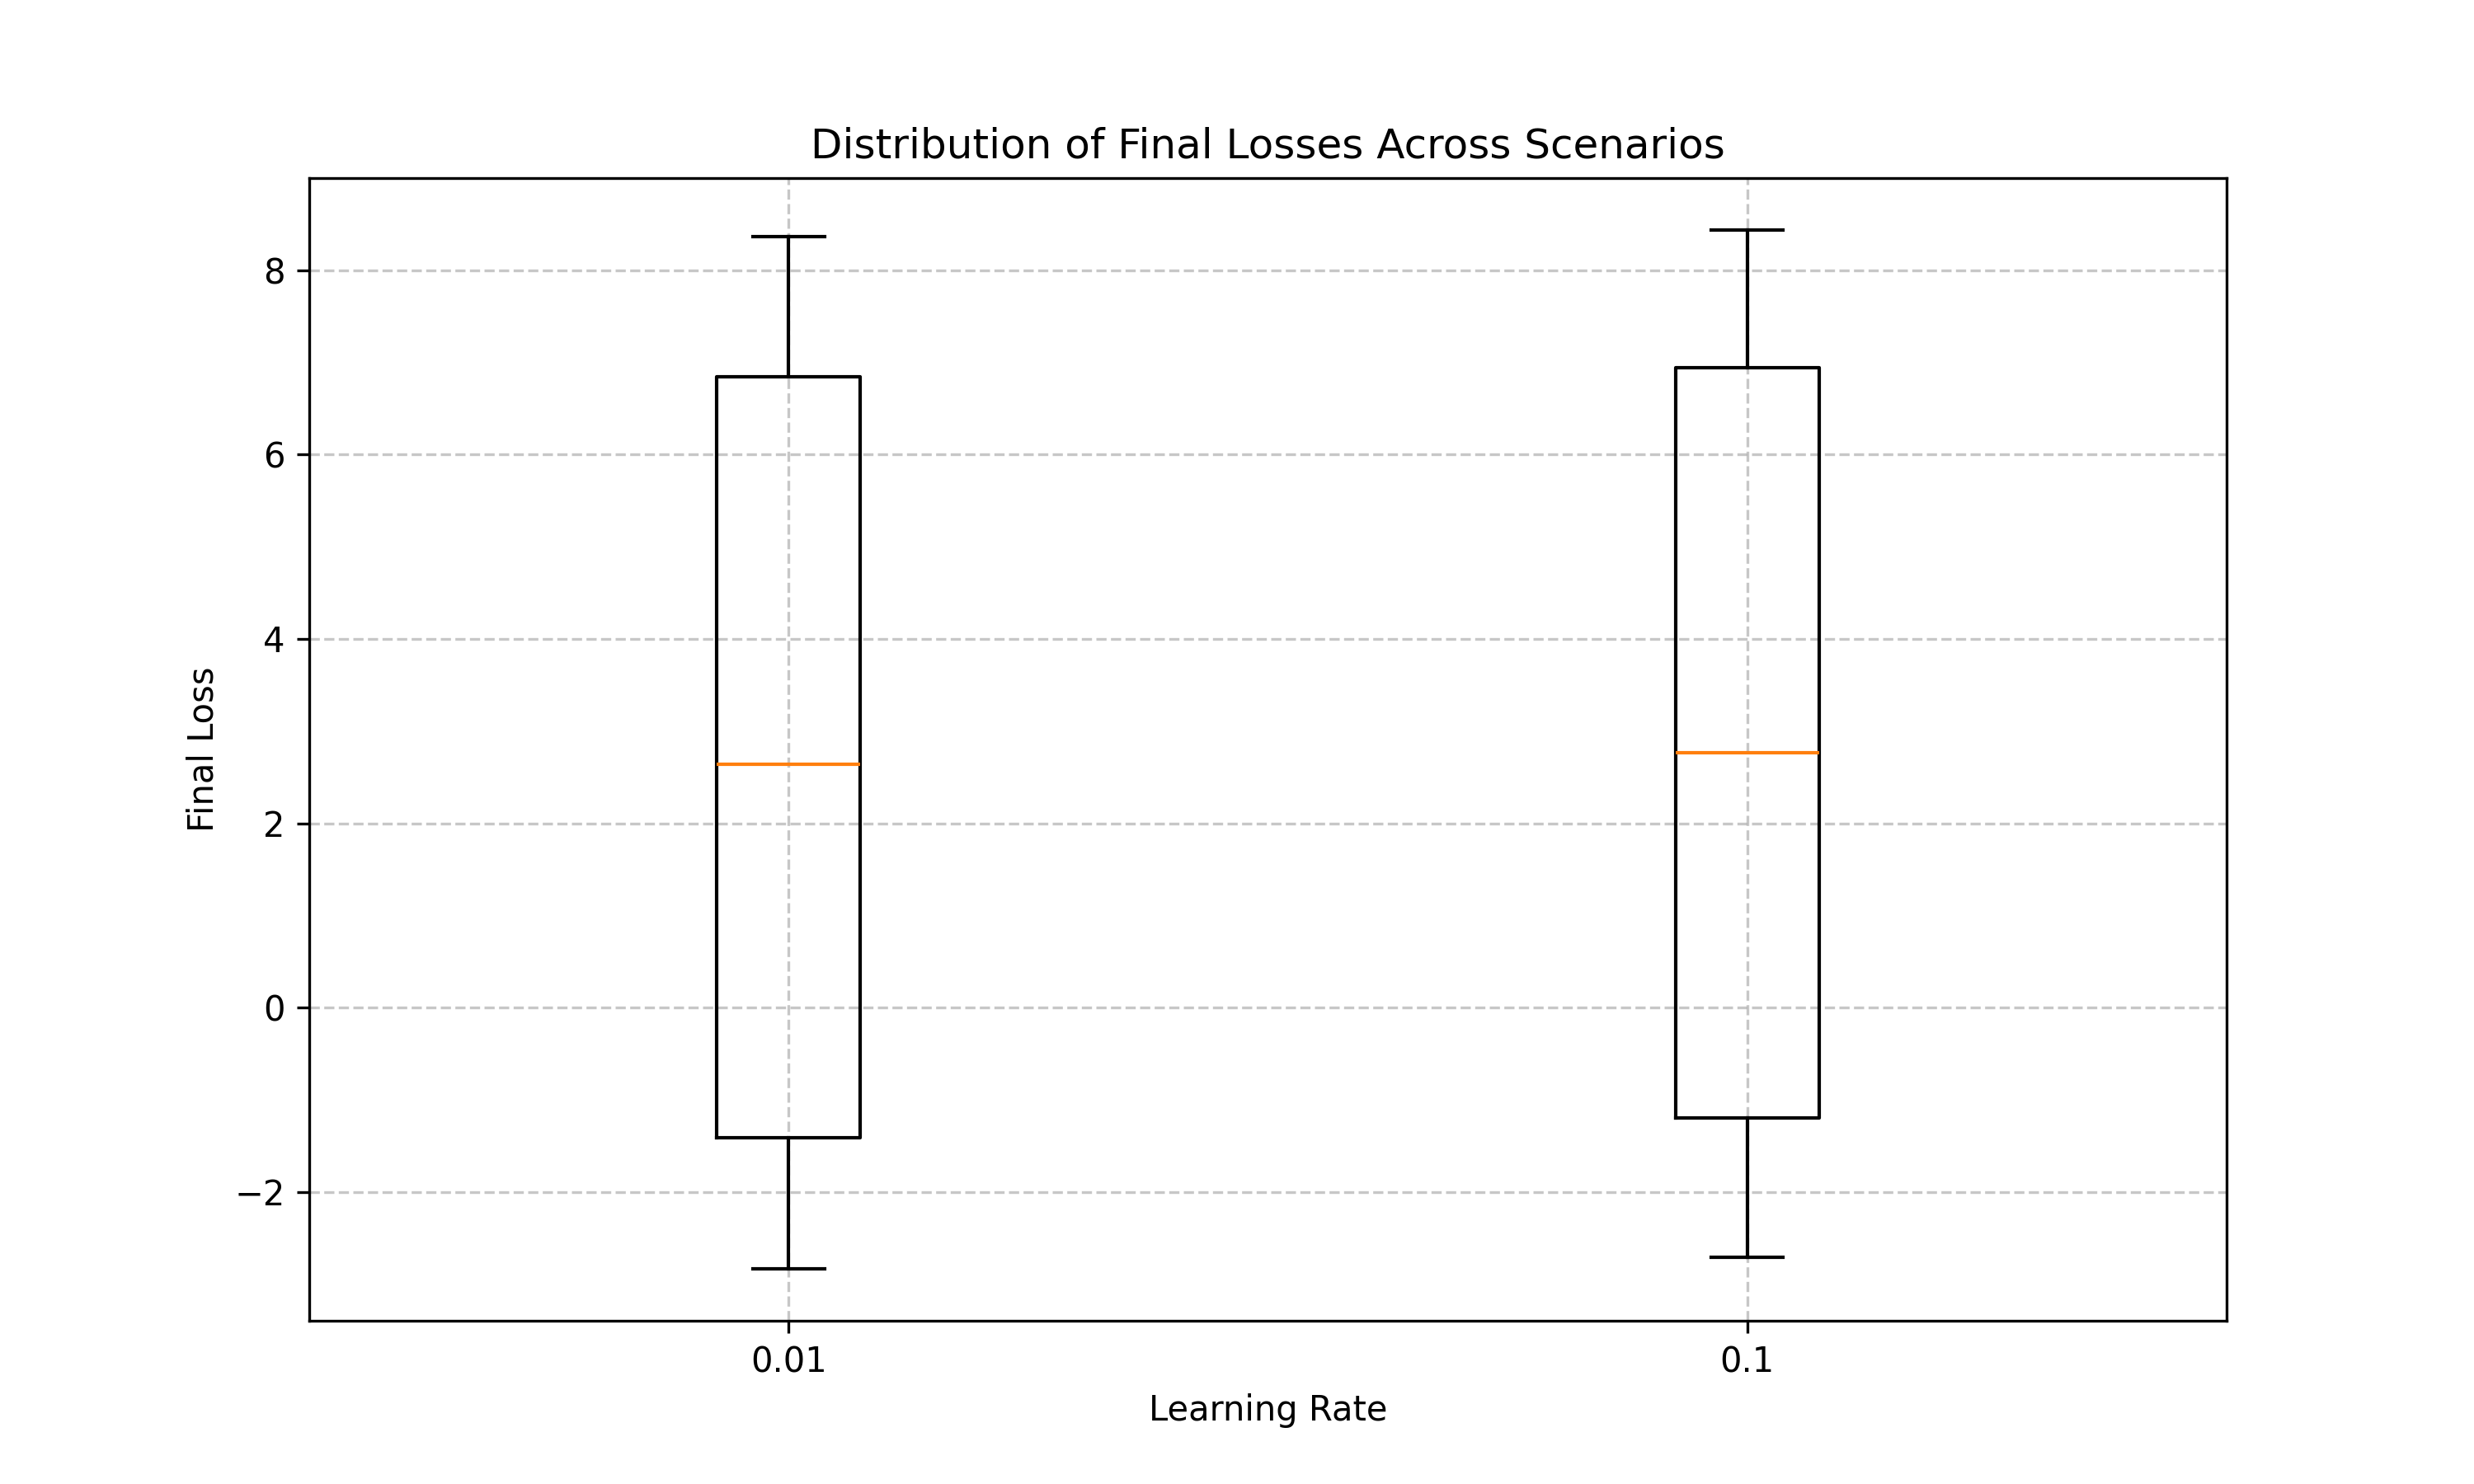 Distribution of Final Losses Across Scenarios
Final Loss
8
6
4
2
0
−2
0.01
0.1
Learning Rate